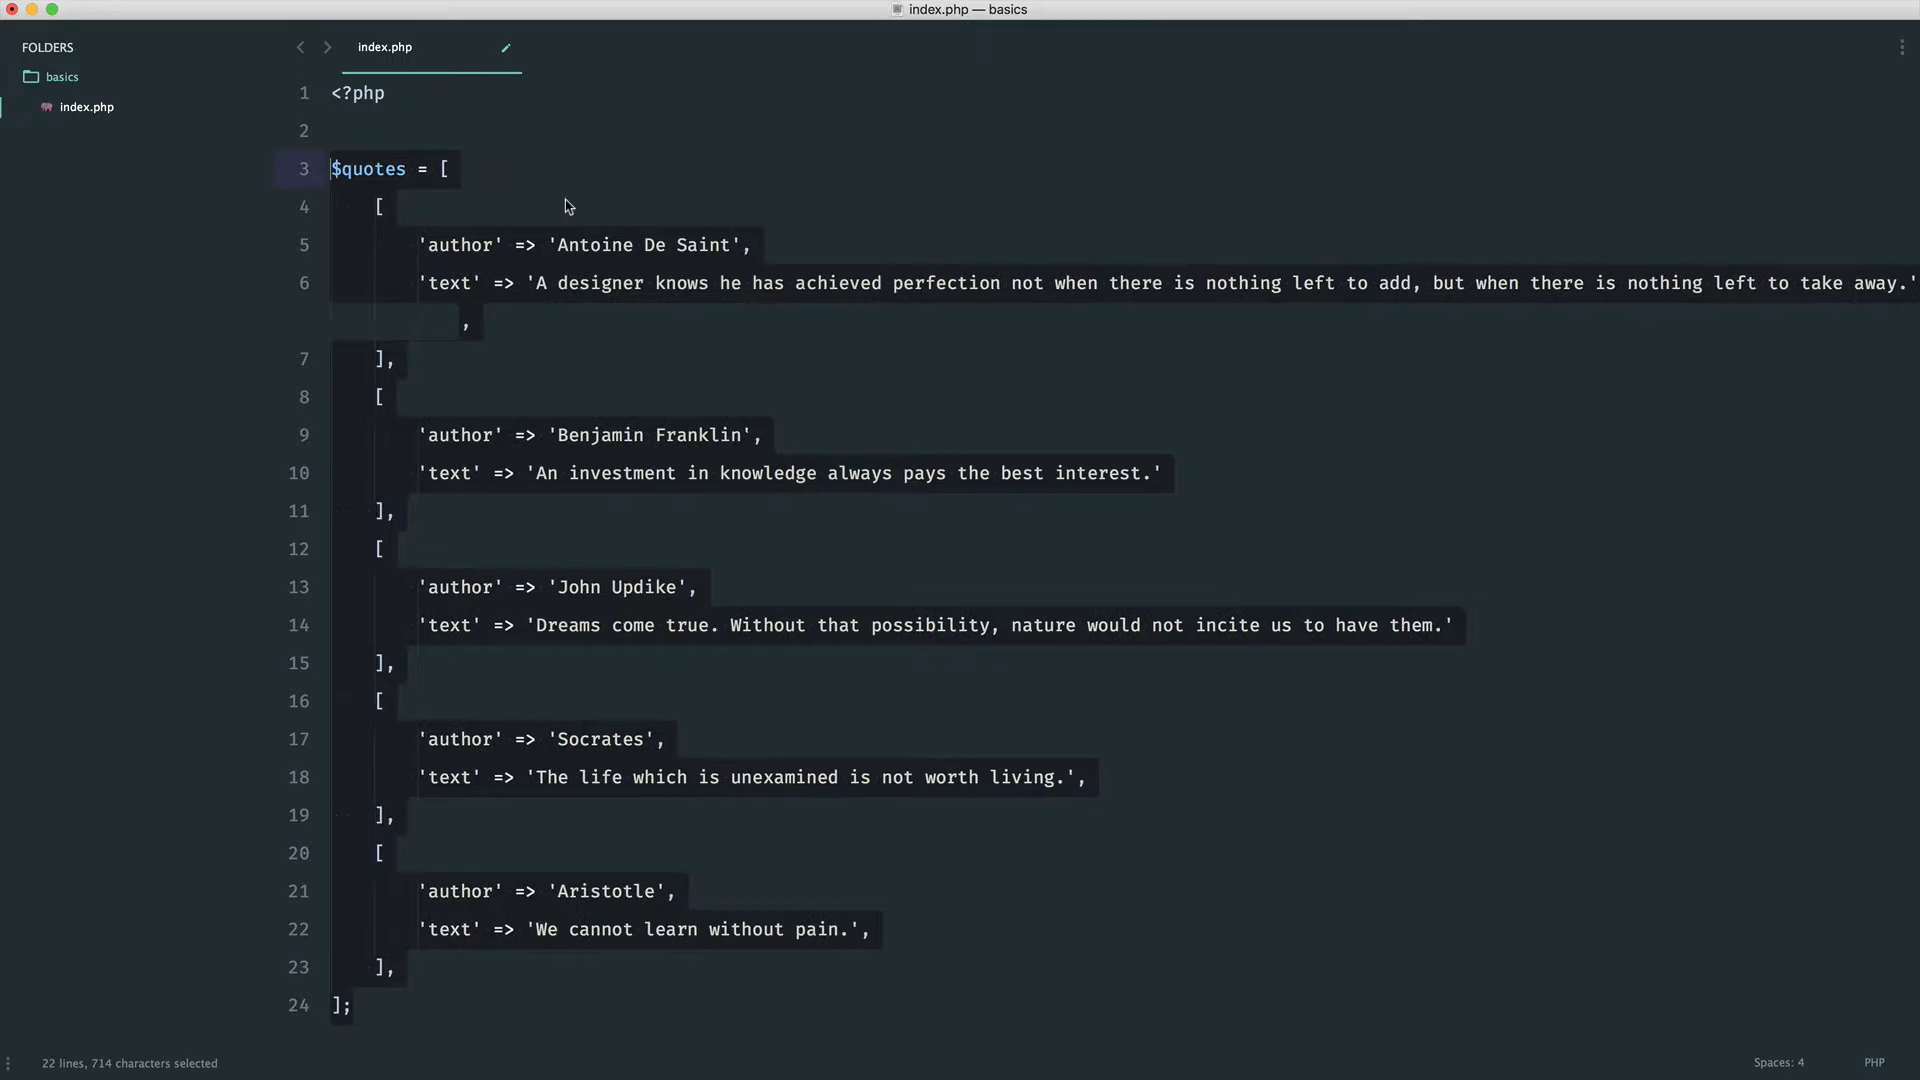 index.php — basics
FOLDERS
basics
index.php
index.php
1 <?php
2
3 $quotes = [
4 [
5 'author' => 'Antoine De Saint',
6 'text' => 'A designer knows he has achieved perfection not when there is nothing left to add, but when there is nothing left to take away.'
,
7 ],
8 [
9 'author' => 'Benjamin Franklin',
10 'text' => 'An investment in knowledge always pays the best interest.'
11 ],
12 [
13 'author' => 'John Updike',
14 'text' => 'Dreams come true. Without that possibility, nature would not incite us to have them.'
15 ],
16 [
17 'author' => 'Socrates',
18 'text' => 'The life which is unexamined is not worth living.',
19 ],
20 [
21 'author' => 'Aristotle',
22 'text' => 'We cannot learn without pain.',
23 ],
24 ];
22 lines, 714 characters selected
Spaces: 4
PHP